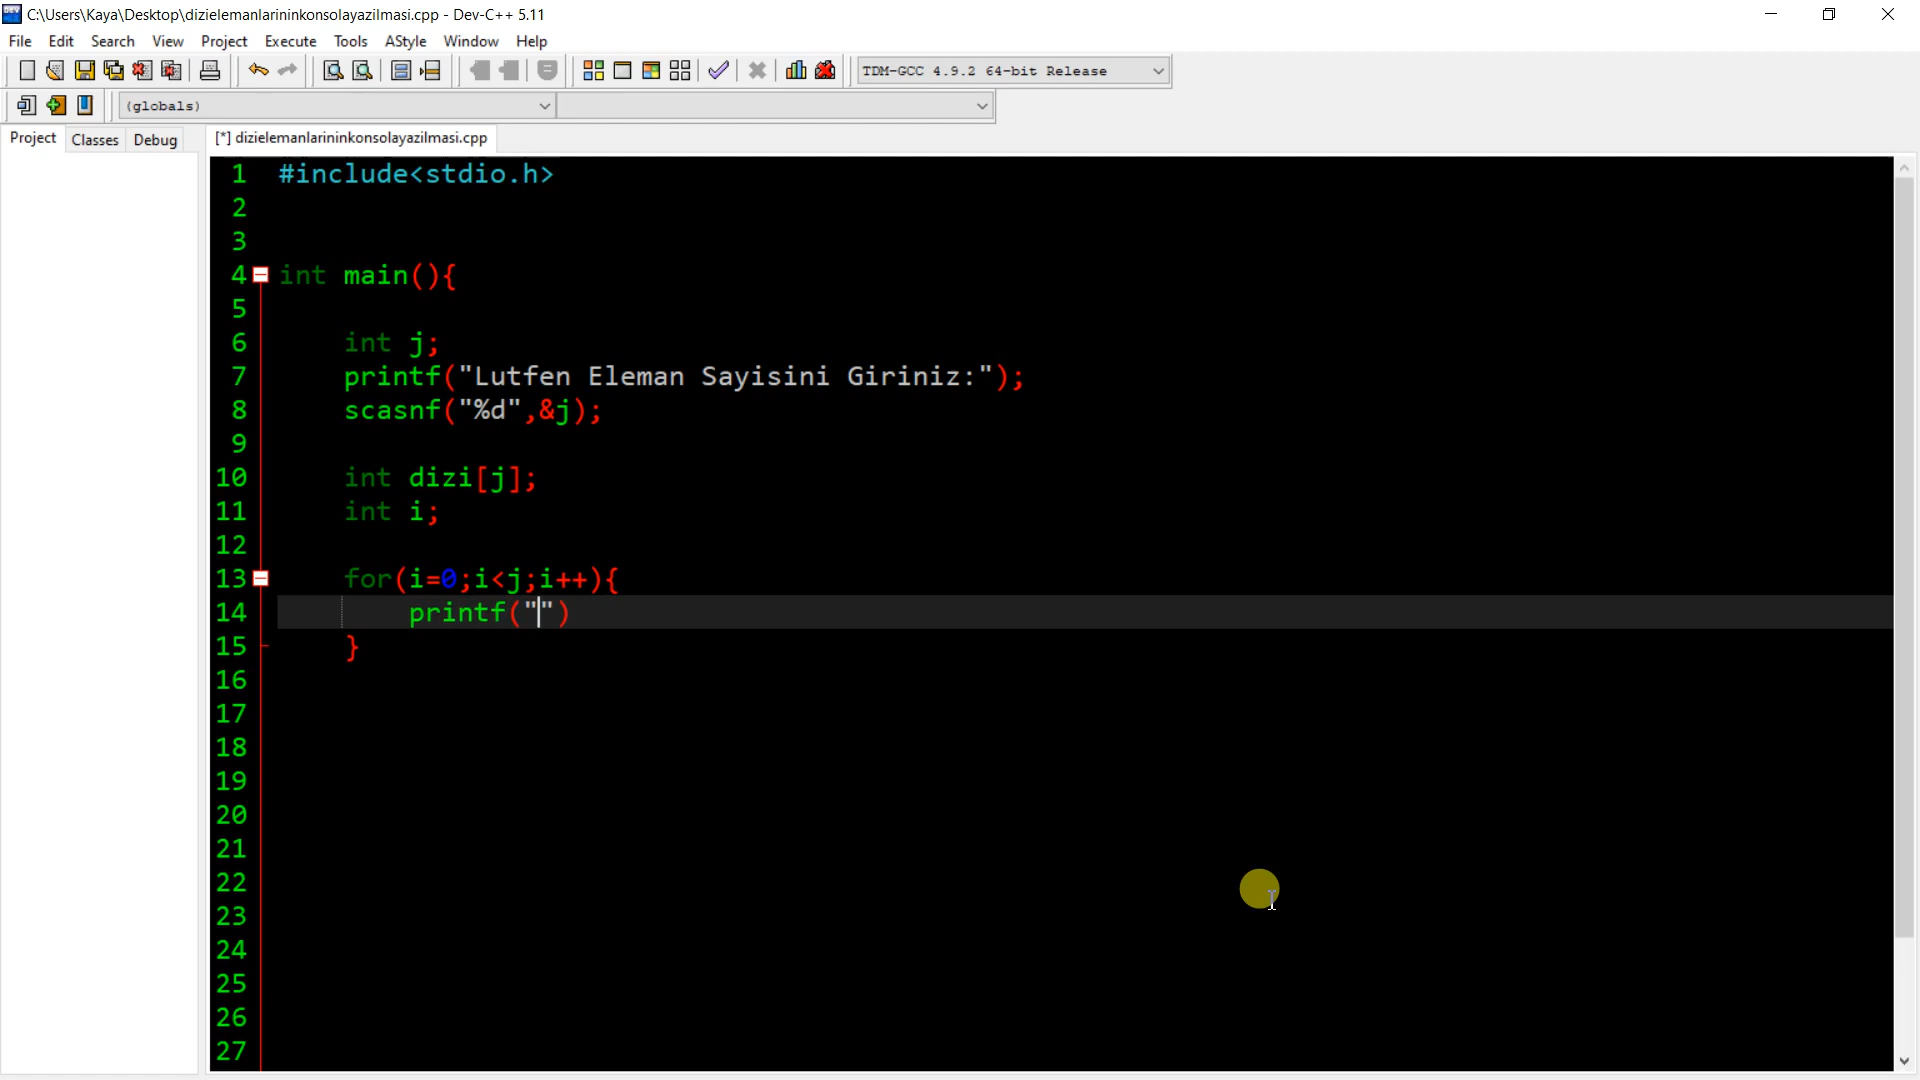 C:\Users\Kaya\Desktop\dizielemanlarininkonsolayazilmasi.cpp - Dev-C++ 5.11
File Edit Search View Project Execute Tools AStyle Window Help
TDM-GCC 4.9.2 64-bit Release
(globals)
Project Classes Debug
[*] dizielemanlarininkonsolayazilmasi.cpp
1 #include<stdio.h>
2
3
4 int main(){
5
6 int j;
7 printf("Lutfen Eleman Sayisini Giriniz:");
8 scasnf("%d",&j);
9
10 int dizi[j];
11 int i;
12
13 for(i=0;i<j;i++){
14 printf("")
15 }
16
17
18
19
20
21
22
23
24
25
26
27